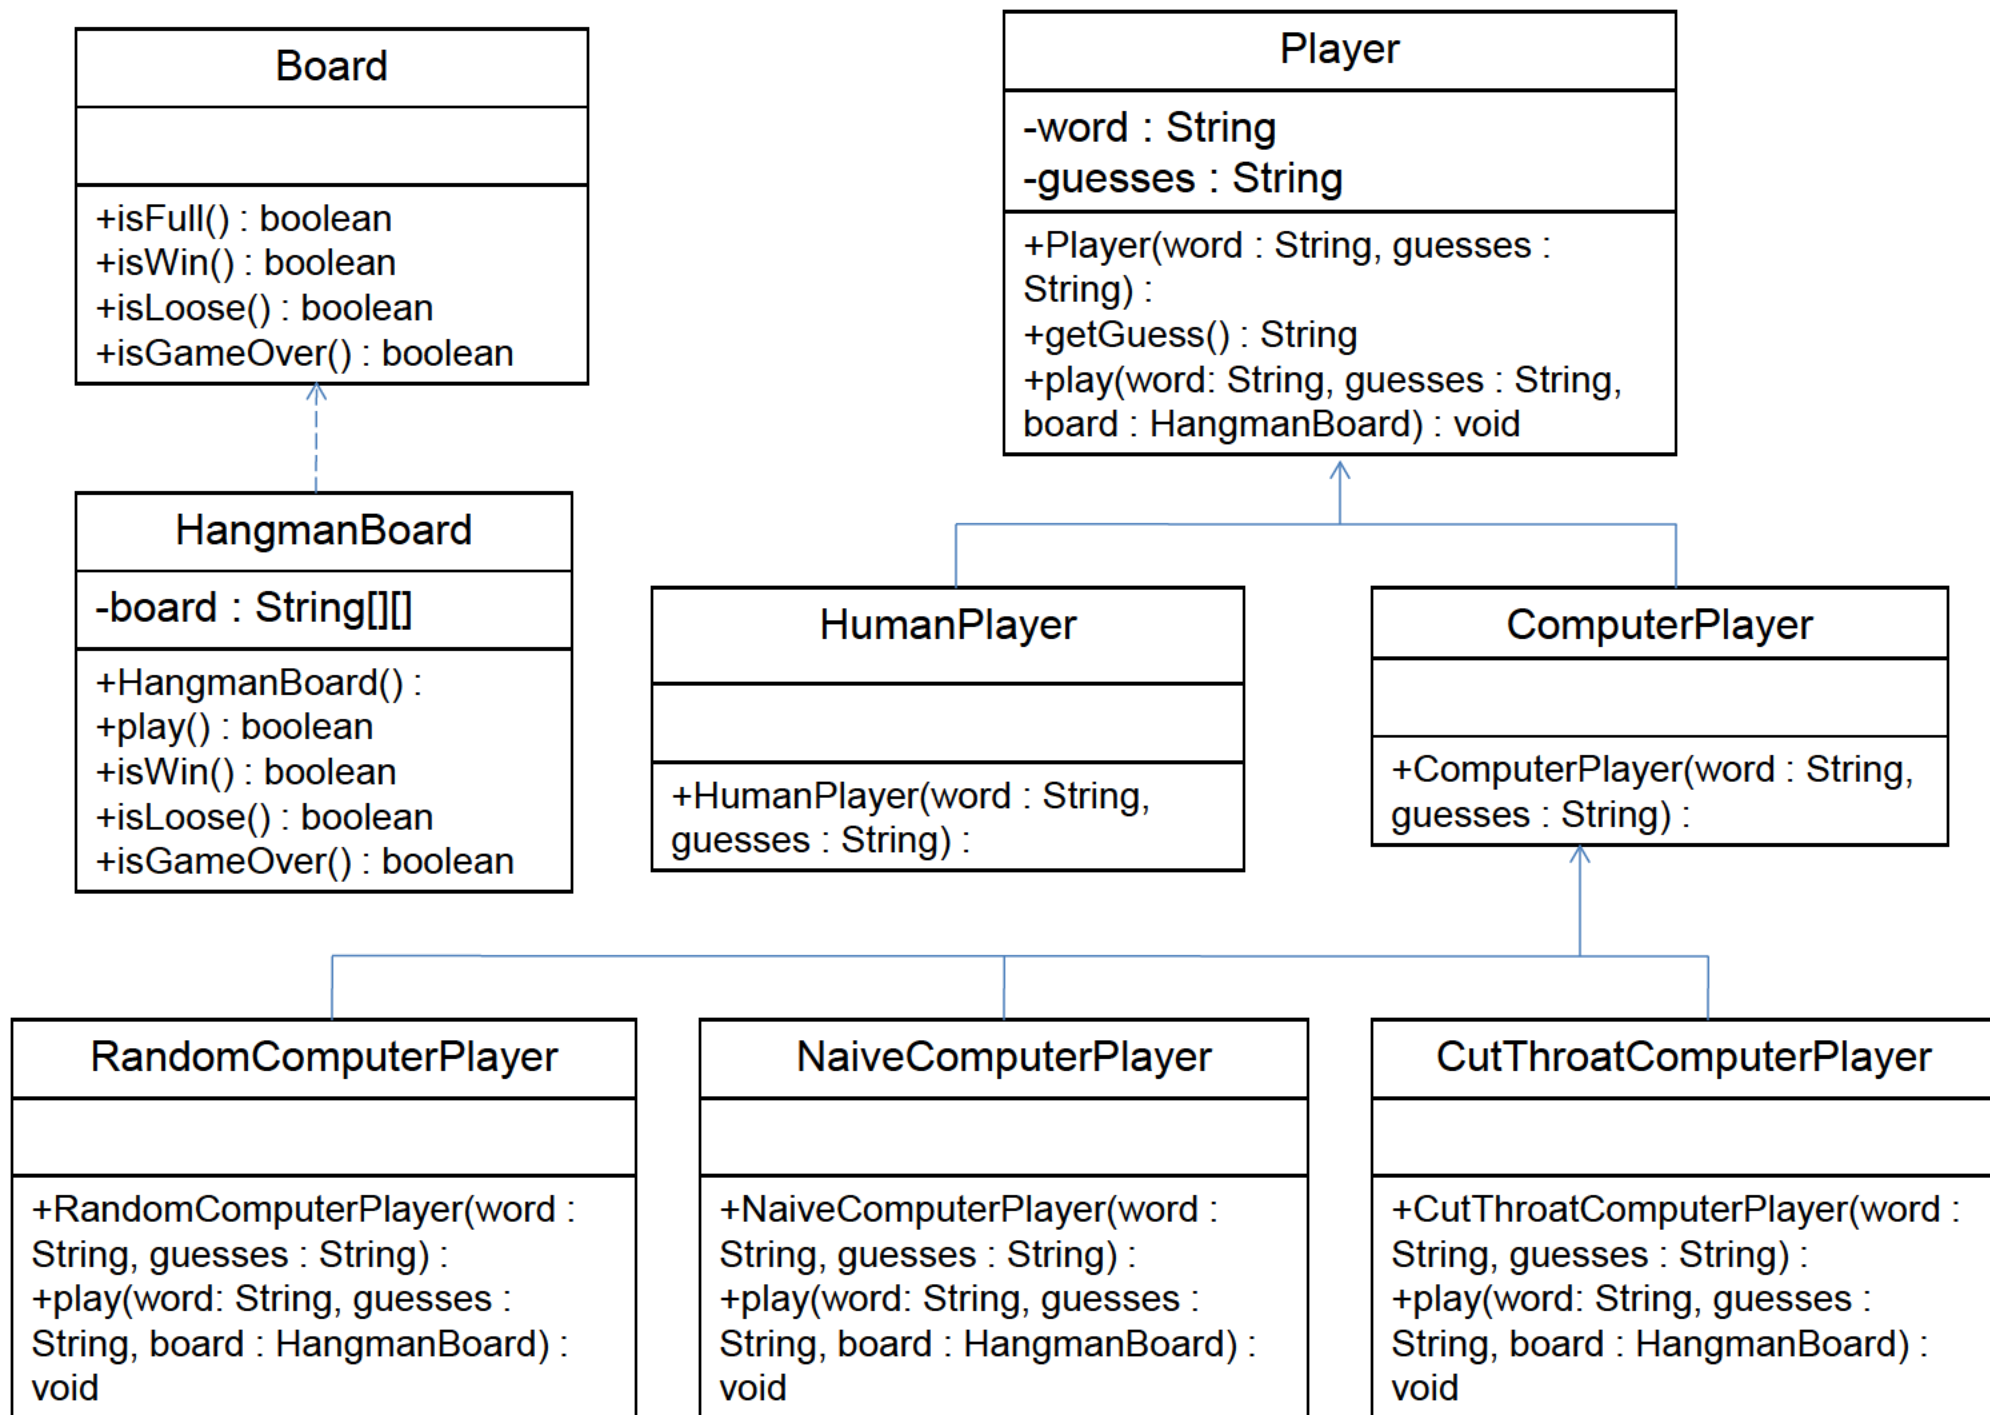 Board
+isFull() : boolean
+isWin() : boolean
+isLoose() : boolean
+isGameOver() : boolean
Player
-word : String
-guesses : String
+Player(word : String, guesses :
String) :
+getGuess() : String
+play(word: String, guesses : String,
board : HangmanBoard) : void
HangmanBoard
-board : String[][]
+HangmanBoard() :
+play() : boolean
+isWin() : boolean
+isLoose() : boolean
+isGameOver() : boolean
HumanPlayer
+HumanPlayer(word : String,
guesses : String) :
ComputerPlayer
+ComputerPlayer(word : String,
guesses : String) :
RandomComputerPlayer
+RandomComputerPlayer(word :
String, guesses : String) :
+play(word: String, guesses :
String, board : HangmanBoard) :
void
NaiveComputerPlayer
+NaiveComputerPlayer(word :
String, guesses : String) :
+play(word: String, guesses :
String, board : HangmanBoard) :
void
CutThroatComputerPlayer
+CutThroatComputerPlayer(word :
String, guesses : String) :
+play(word: String, guesses :
String, board : HangmanBoard) :
void